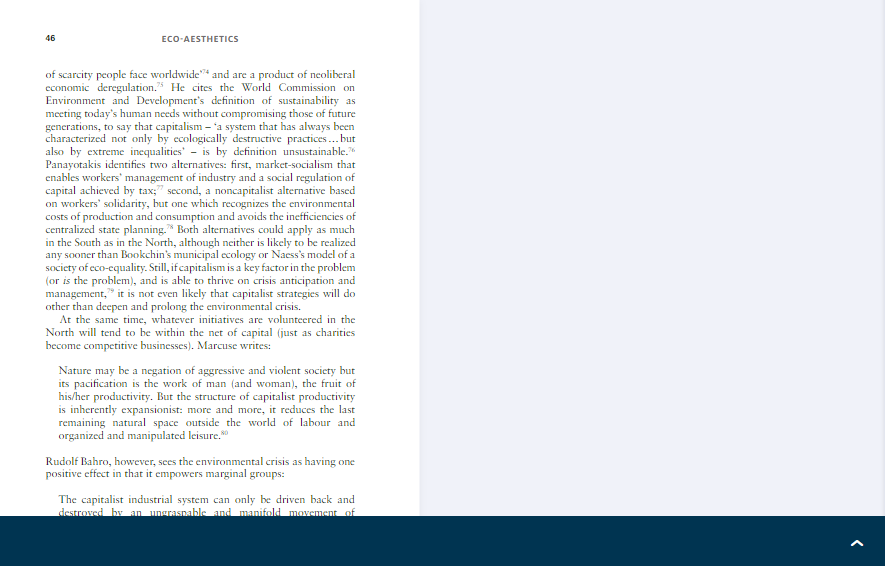 46
ECO-AESTHETICS
of scarcity people face worldwide'74 and are a product of neoliberal
economic deregulation.75 He cites the World Commission on
Environment and Development's definition of sustainability as
meeting today's human needs without compromising those of future
generations, to say that capitalism – 'a system that has always been
characterized not only by ecologically destructive practices…but
also by extreme inequalities' – is by definition unsustainable.76
Panayotakis identifies two alternatives: first, market-socialism that
enables workers' management of industry and a social regulation of
capital achieved by tax;77 second, a noncapitalist alternative based
on workers' solidarity, but one which recognizes the environmental
costs of production and consumption and avoids the inefficiencies of
centralized state planning.78 Both alternatives could apply as much
in the South as in the North, although neither is likely to be realized
any sooner than Bookchin's municipal ecology or Naess's model of a
society of eco-equality. Still, if capitalism is a key factor in the problem
(or is the problem), and is able to thrive on crisis anticipation and
management,79 it is not even likely that capitalist strategies will do
other than deepen and prolong the environmental crisis.
At the same time, whatever initiatives are volunteered in the
North will tend to be within the net of capital (just as charities
become competitive businesses). Marcuse writes:
Nature may be a negation of aggressive and violent society but
its pacification is the work of man (and woman), the fruit of
his/her productivity. But the structure of capitalist productivity
is inherently expansionist: more and more, it reduces the last
remaining natural space outside the world of labour and
organized and manipulated leisure.80
Rudolf Bahro, however, sees the environmental crisis as having one
positive effect in that it empowers marginal groups:
The capitalist industrial system can only be driven back and
destroyed by an ungraspable and manifold movement of